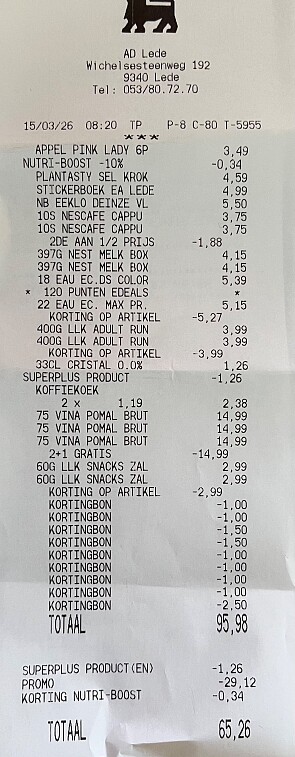 AD Lede
Wichelsesteenweg 192
9340 Lede
Tel: 053/80.72.70
15/03/26 08:20 TP P-8 C-80 T-5955
***
APPEL PINK LADY 6P 3,49
NUTRI-BOOST -10% -0,34
PLANTASTY SEL KROK 4,59
STICKERBOEK EA LEDE 4,99
NB EEKLO DEINZE VL 5,50
10S NESCAFE CAPPU 3,75
10S NESCAFE CAPPU 3,75
2DE AAN 1/2 PRIJS -1,88
397G NEST MELK BOX 4,15
397G NEST MELK BOX 4,15
18 EAU EC.DS COLOR 5,39
* 120 PUNTEN EDEALS *
22 EAU EC. MAX PR. 5,15
KORTING OP ARTIKEL -5,27
400G LLK ADULT RUN 3,99
400G LLK ADULT RUN 3,99
KORTING OP ARTIKEL -3,99
33CL CRISTAL 0.0% 1,26
SUPERPLUS PRODUCT -1,26
KOFFIEKOEK
2 x 1,19 2,38
75 VINA POMAL BRUT 14,99
75 VINA POMAL BRUT 14,99
75 VINA POMAL BRUT 14,99
2+1 GRATIS -14,99
60G LLK SNACKS ZAL 2,99
60G LLK SNACKS ZAL 2,99
KORTING OP ARTIKEL -2,99
KORTINGBON -1,00
KORTINGBON -1,00
KORTINGBON -1,50
KORTINGBON -1,50
KORTINGBON -1,00
KORTINGBON -1,00
KORTINGBON -1,00
KORTINGBON -1,00
KORTINGBON -2,50
TOTAAL 95,98
SUPERPLUS PRODUCT(EN) -1,26
PROMO -29,12
KORTING NUTRI-BOOST -0,34
TOTAAL 65,26